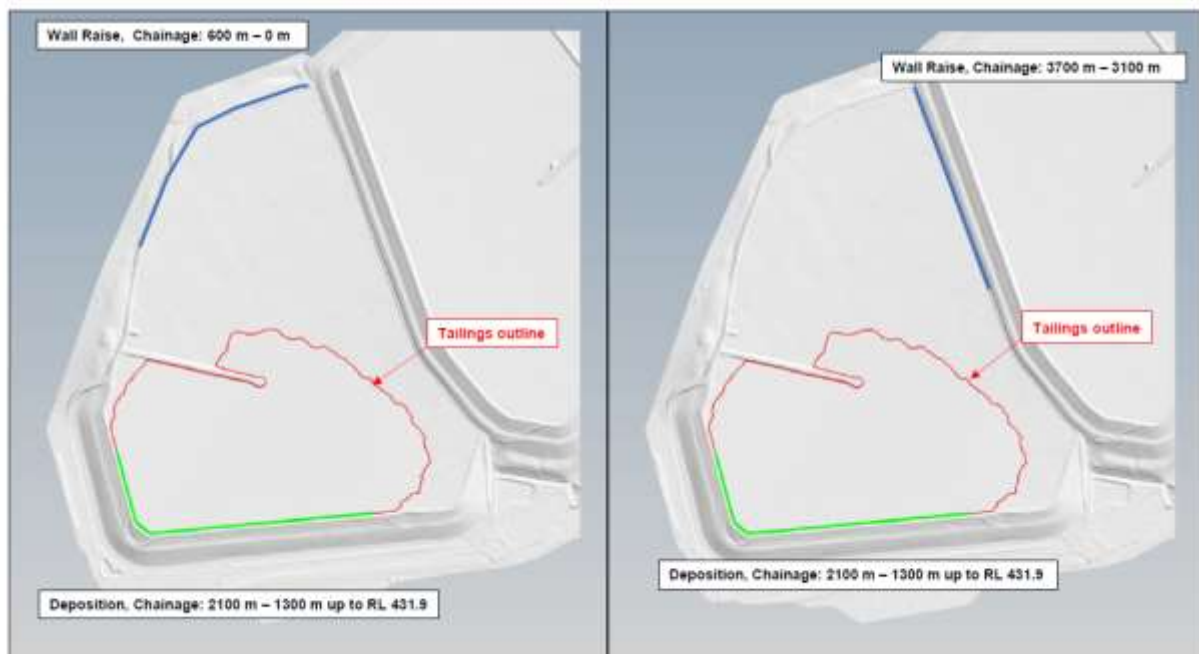 Wall Raise, Chainage: 600 m – 0 m
Tailings outline
Deposition, Chainage: 2100 m – 1300 m up to RL 431.9
Wall Raise, Chainage: 3700 m – 3100 m
Tailings outline
Deposition, Chainage: 2100 m – 1300 m up to RL 431.9